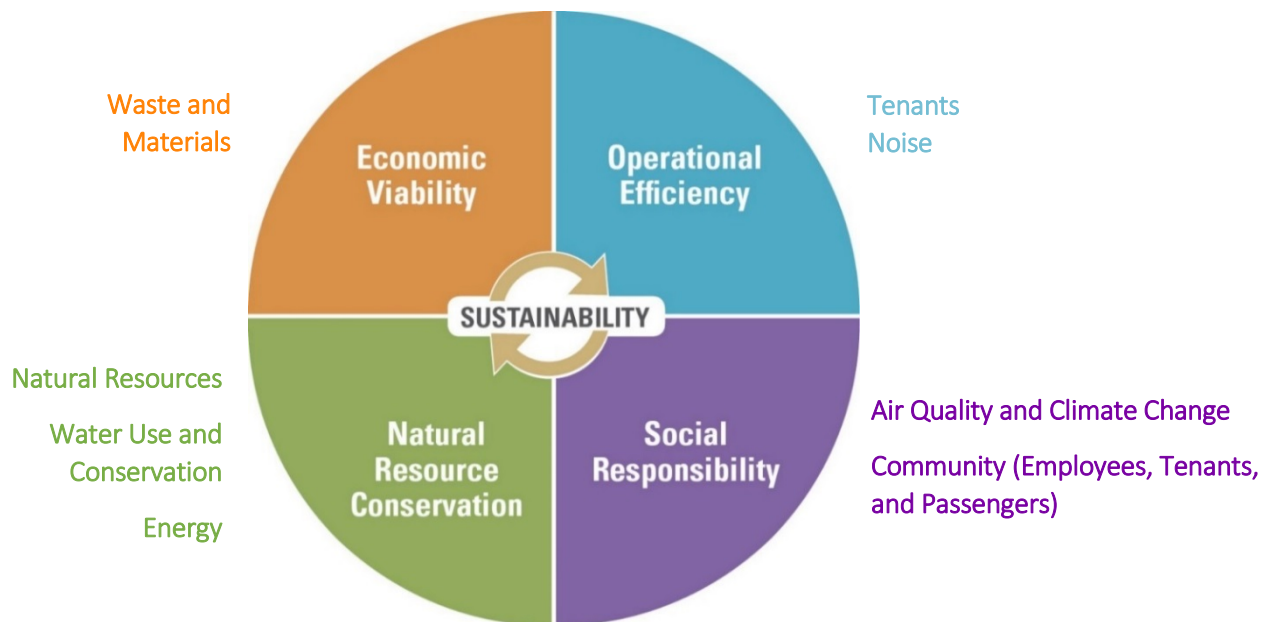 Waste and
Materials
Economic
Viability
Operational
Efficiency
Tenants
Noise
SUSTAINABILITY
Natural Resources
Water Use and
Conservation
Energy
Natural
Resource
Conservation
Social
Responsibility
Air Quality and Climate Change
Community (Employees, Tenants,
and Passengers)